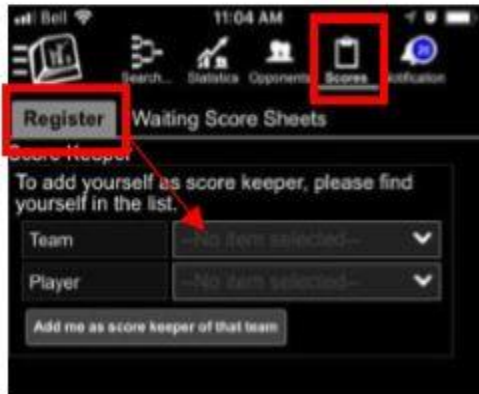 Bell 11:04 AM
Search... Statistics Opponents Scores Notification
Register Waiting Score Sheets
Score Keeper
To add yourself as score keeper, please find
yourself in the list.
Team --No item selected--
Player --No item selected--
Add me as score keeper of that team